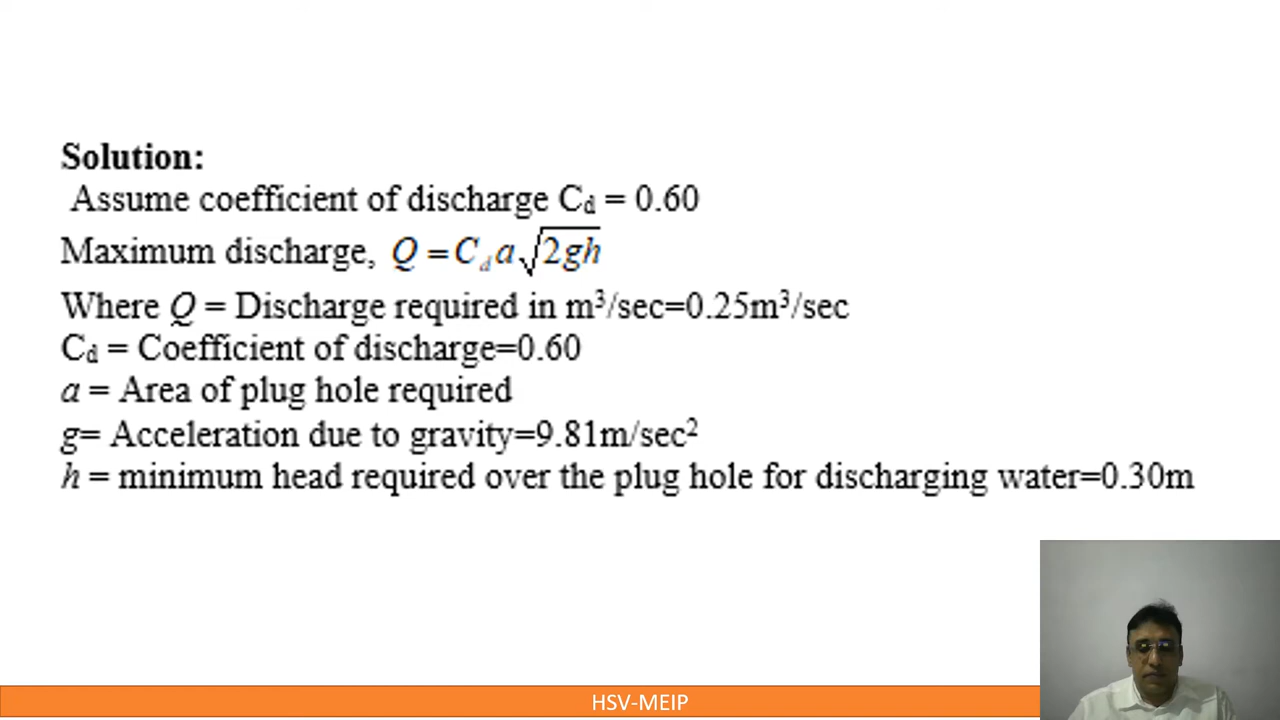 Solution:
Assume coefficient of discharge Cd = 0.60
Maximum discharge, Q = Cd a√2gh
Where Q = Discharge required in m³/sec=0.25m³/sec
Cd = Coefficient of discharge=0.60
a = Area of plug hole required
g= Acceleration due to gravity=9.81m/sec²
h = minimum head required over the plug hole for discharging water=0.30m
HSV-MEIP